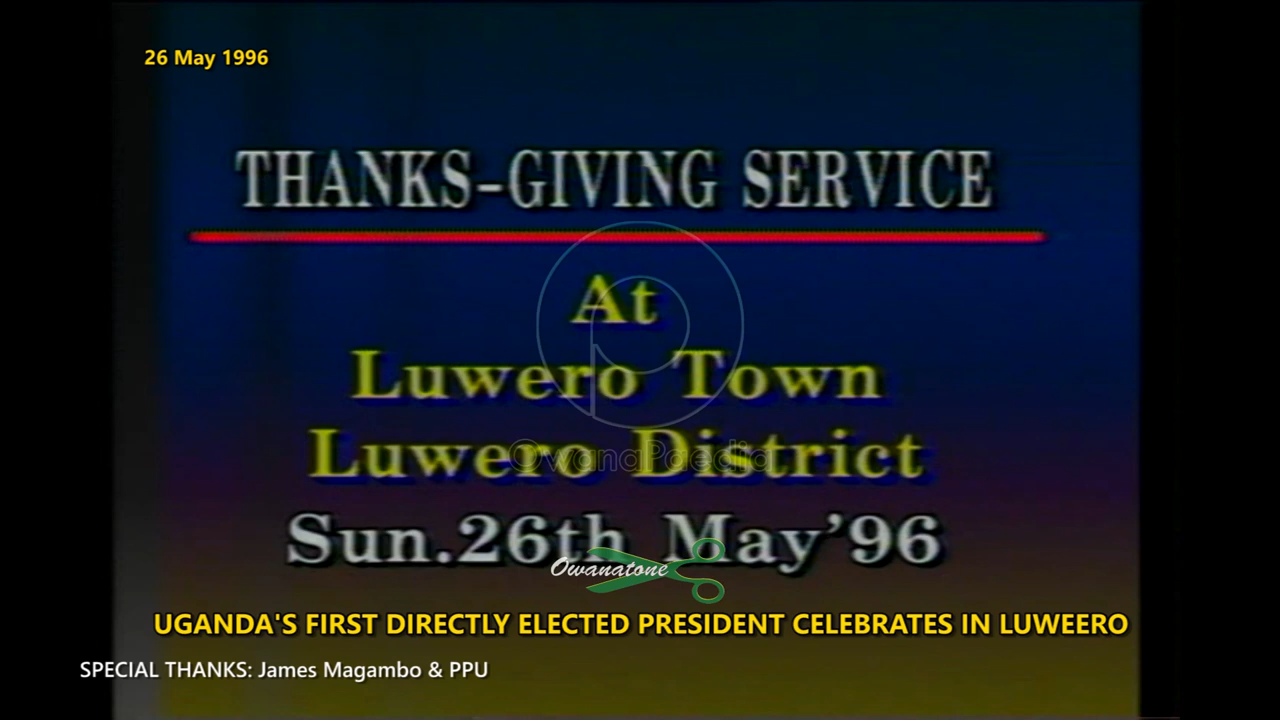 26 May 1996
THANKS-GIVING SERVICE
At
Luwero Town
Luwero District
OwanaPaedia
Sun.26th May'96
Owanatone
UGANDA'S FIRST DIRECTLY ELECTED PRESIDENT CELEBRATES IN LUWEERO
SPECIAL THANKS: James Magambo & PPU